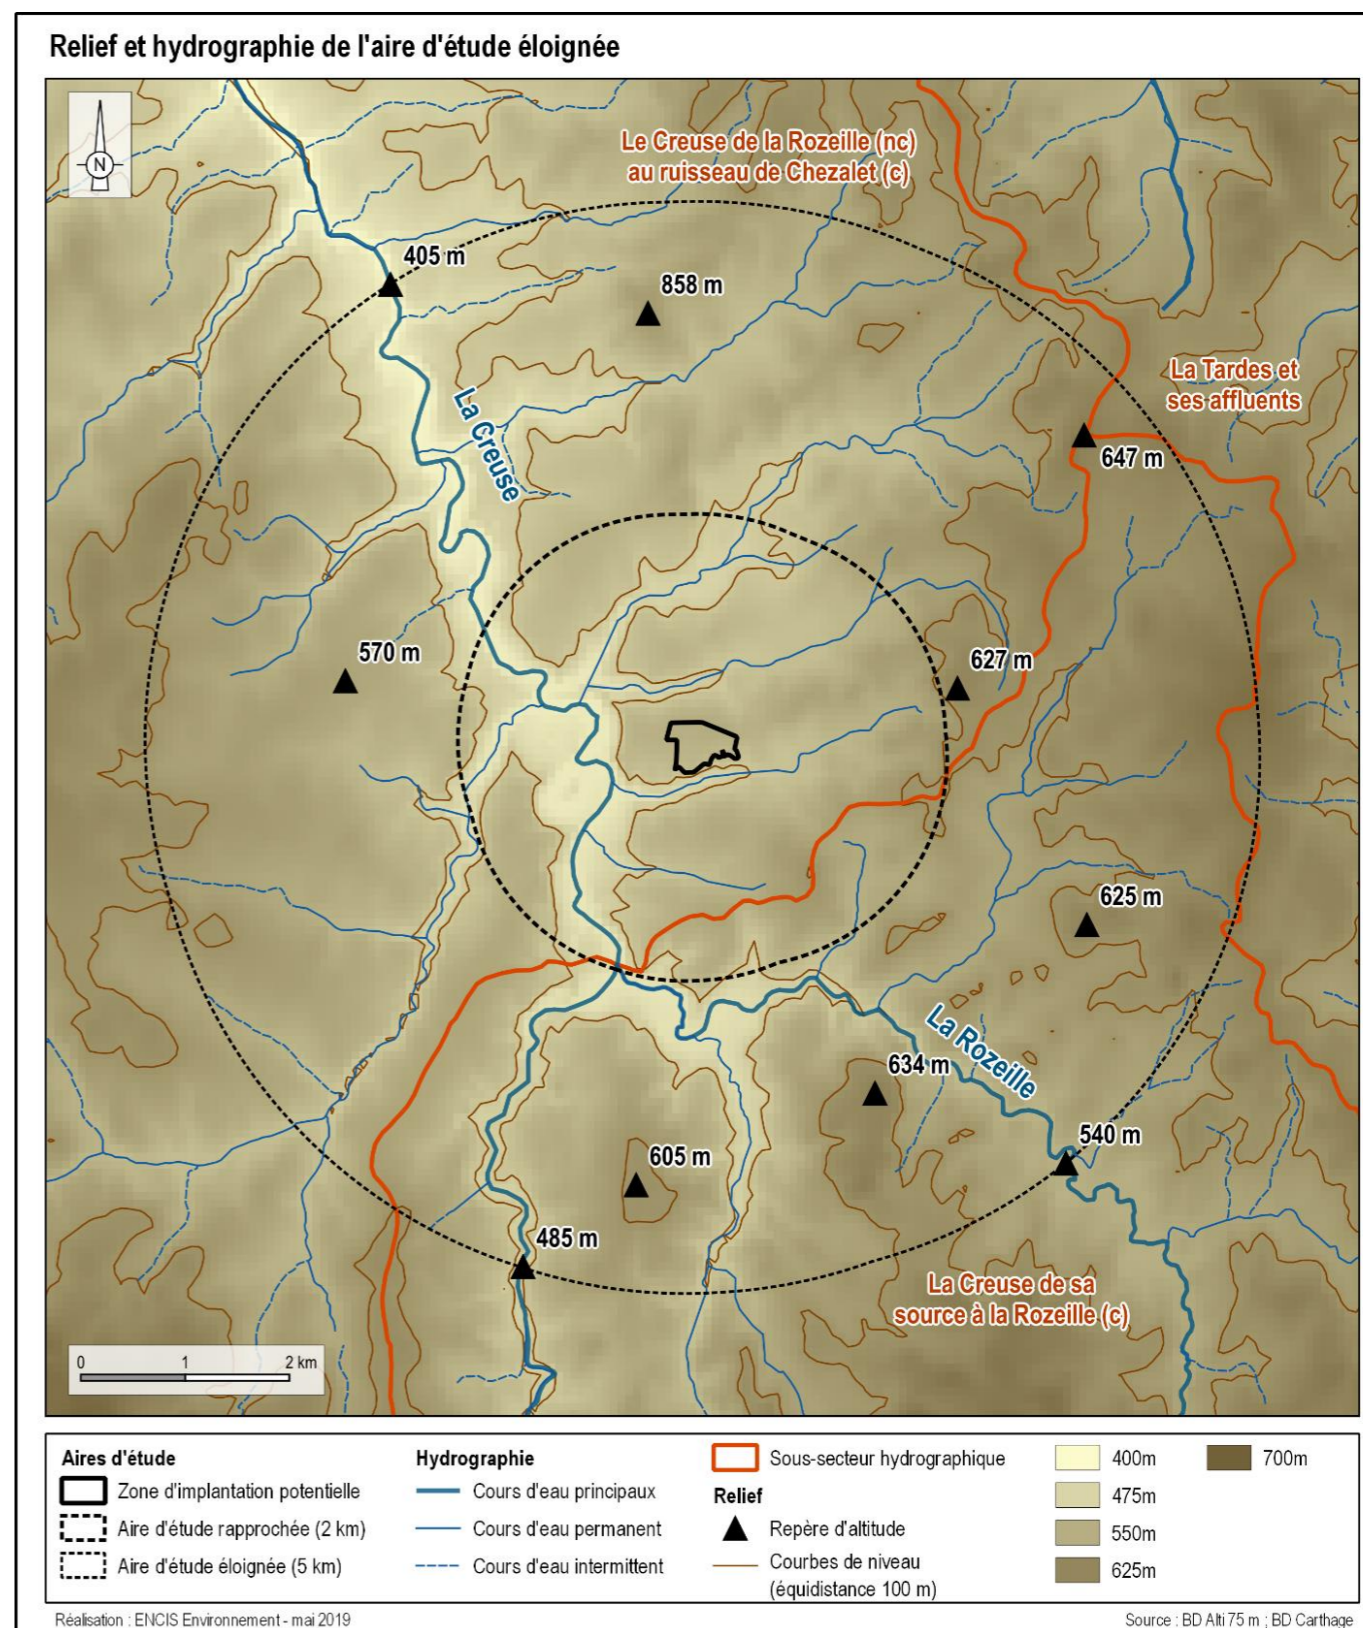 Relief et hydrographie de l'aire d'étude éloignée
N
Le Creuse de la Rozeille (nc)
au ruisseau de Chezalet (c)
405 m
858 m
La Creuse
La Tardes et
ses affluents
647 m
570 m
627 m
625 m
La Rozeille
634 m
540 m
605 m
485 m
La Creuse de sa
source à la Rozeille (c)
0 1 2 km
Aires d'étude
Zone d'implantation potentielle
Aire d'étude rapprochée (2 km)
Aire d'étude éloignée (5 km)
Hydrographie
Cours d'eau principaux
Cours d'eau permanent
Cours d'eau intermittent
Sous-secteur hydrographique
Relief
Repère d'altitude
Courbes de niveau
(équidistance 100 m)
400m
475m
550m
625m
700m
Réalisation : ENCIS Environnement - mai 2019
Source : BD Alti 75 m ; BD Carthage